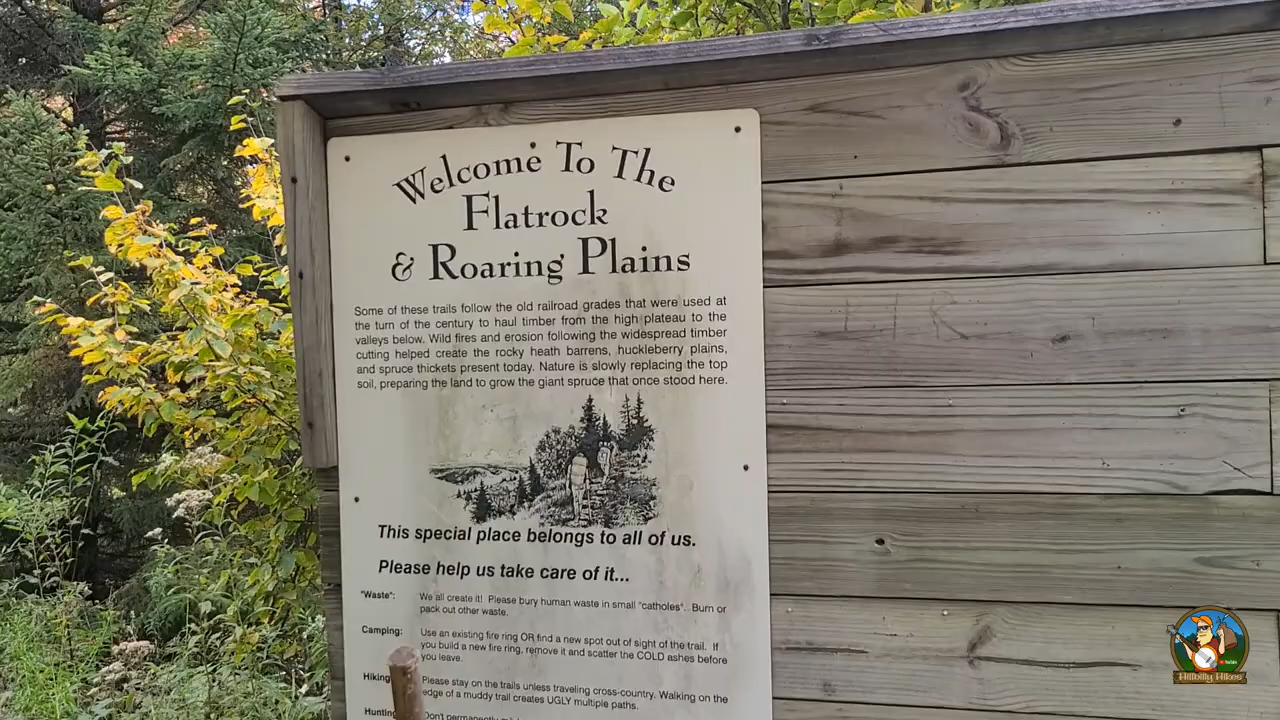 Welcome To The
Flatrock
& Roaring Plains
Some of these trails follow the old railroad grades that were used at
the turn of the century to haul timber from the high plateau to the
valleys below. Wild fires and erosion following the widespread timber
cutting helped create the rocky heath barrens, huckleberry plains,
and spruce thickets present today. Nature is slowly replacing the top
soil, preparing the land to grow the giant spruce that once stood here.
This special place belongs to all of us.
Please help us take care of it...
"Waste": We all create it! Please bury human waste in small "catholes". Burn or
pack out other waste.
Camping: Use an existing fire ring OR find a new spot out of sight of the trail. If
you build a new fire ring, remove it and scatter the COLD ashes before
you leave.
Hiking Please stay on the trails unless traveling cross-country. Walking on the
edge of a muddy trail creates UGLY multiple paths.
Hunting Don't permanently
Hillbilly Hikes